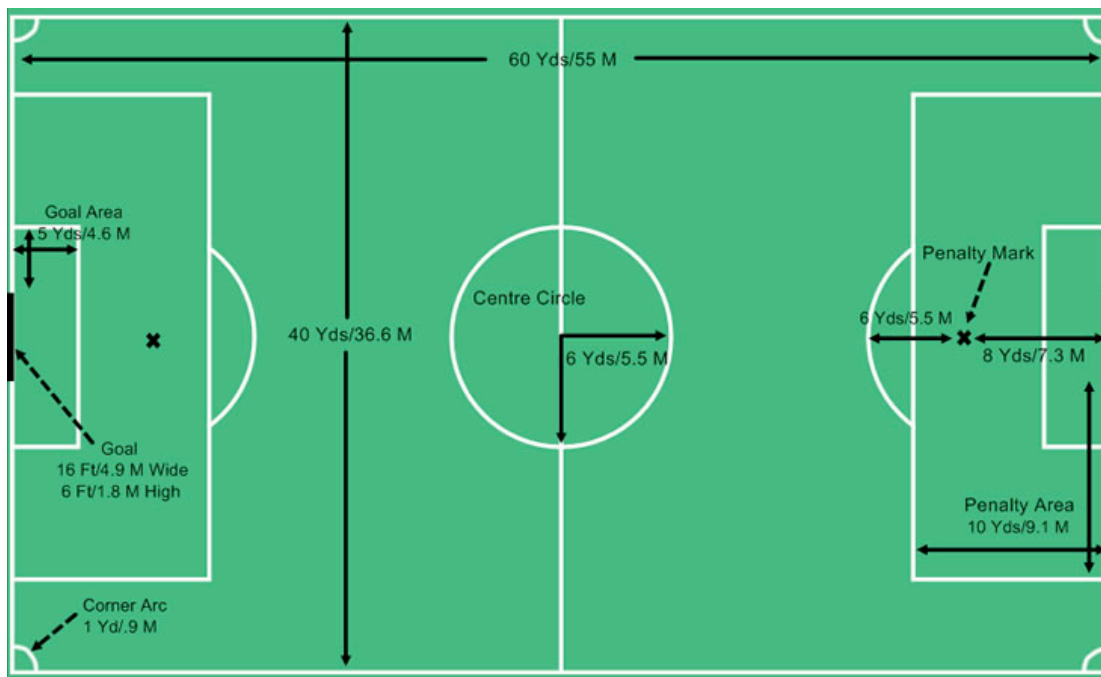 60 Yds/55 M
Goal Area
5 Yds/4.6 M
Penalty Mark
Centre Circle
6 Yds/5.5 M
40 Yds/36.6 M
6 Yds/5.5 M
8 Yds/7.3 M
Goal
16 Ft/4.9 M Wide
6 Ft/1.8 M High
Penalty Area
10 Yds/9.1 M
Corner Arc
1 Yd/.9 M